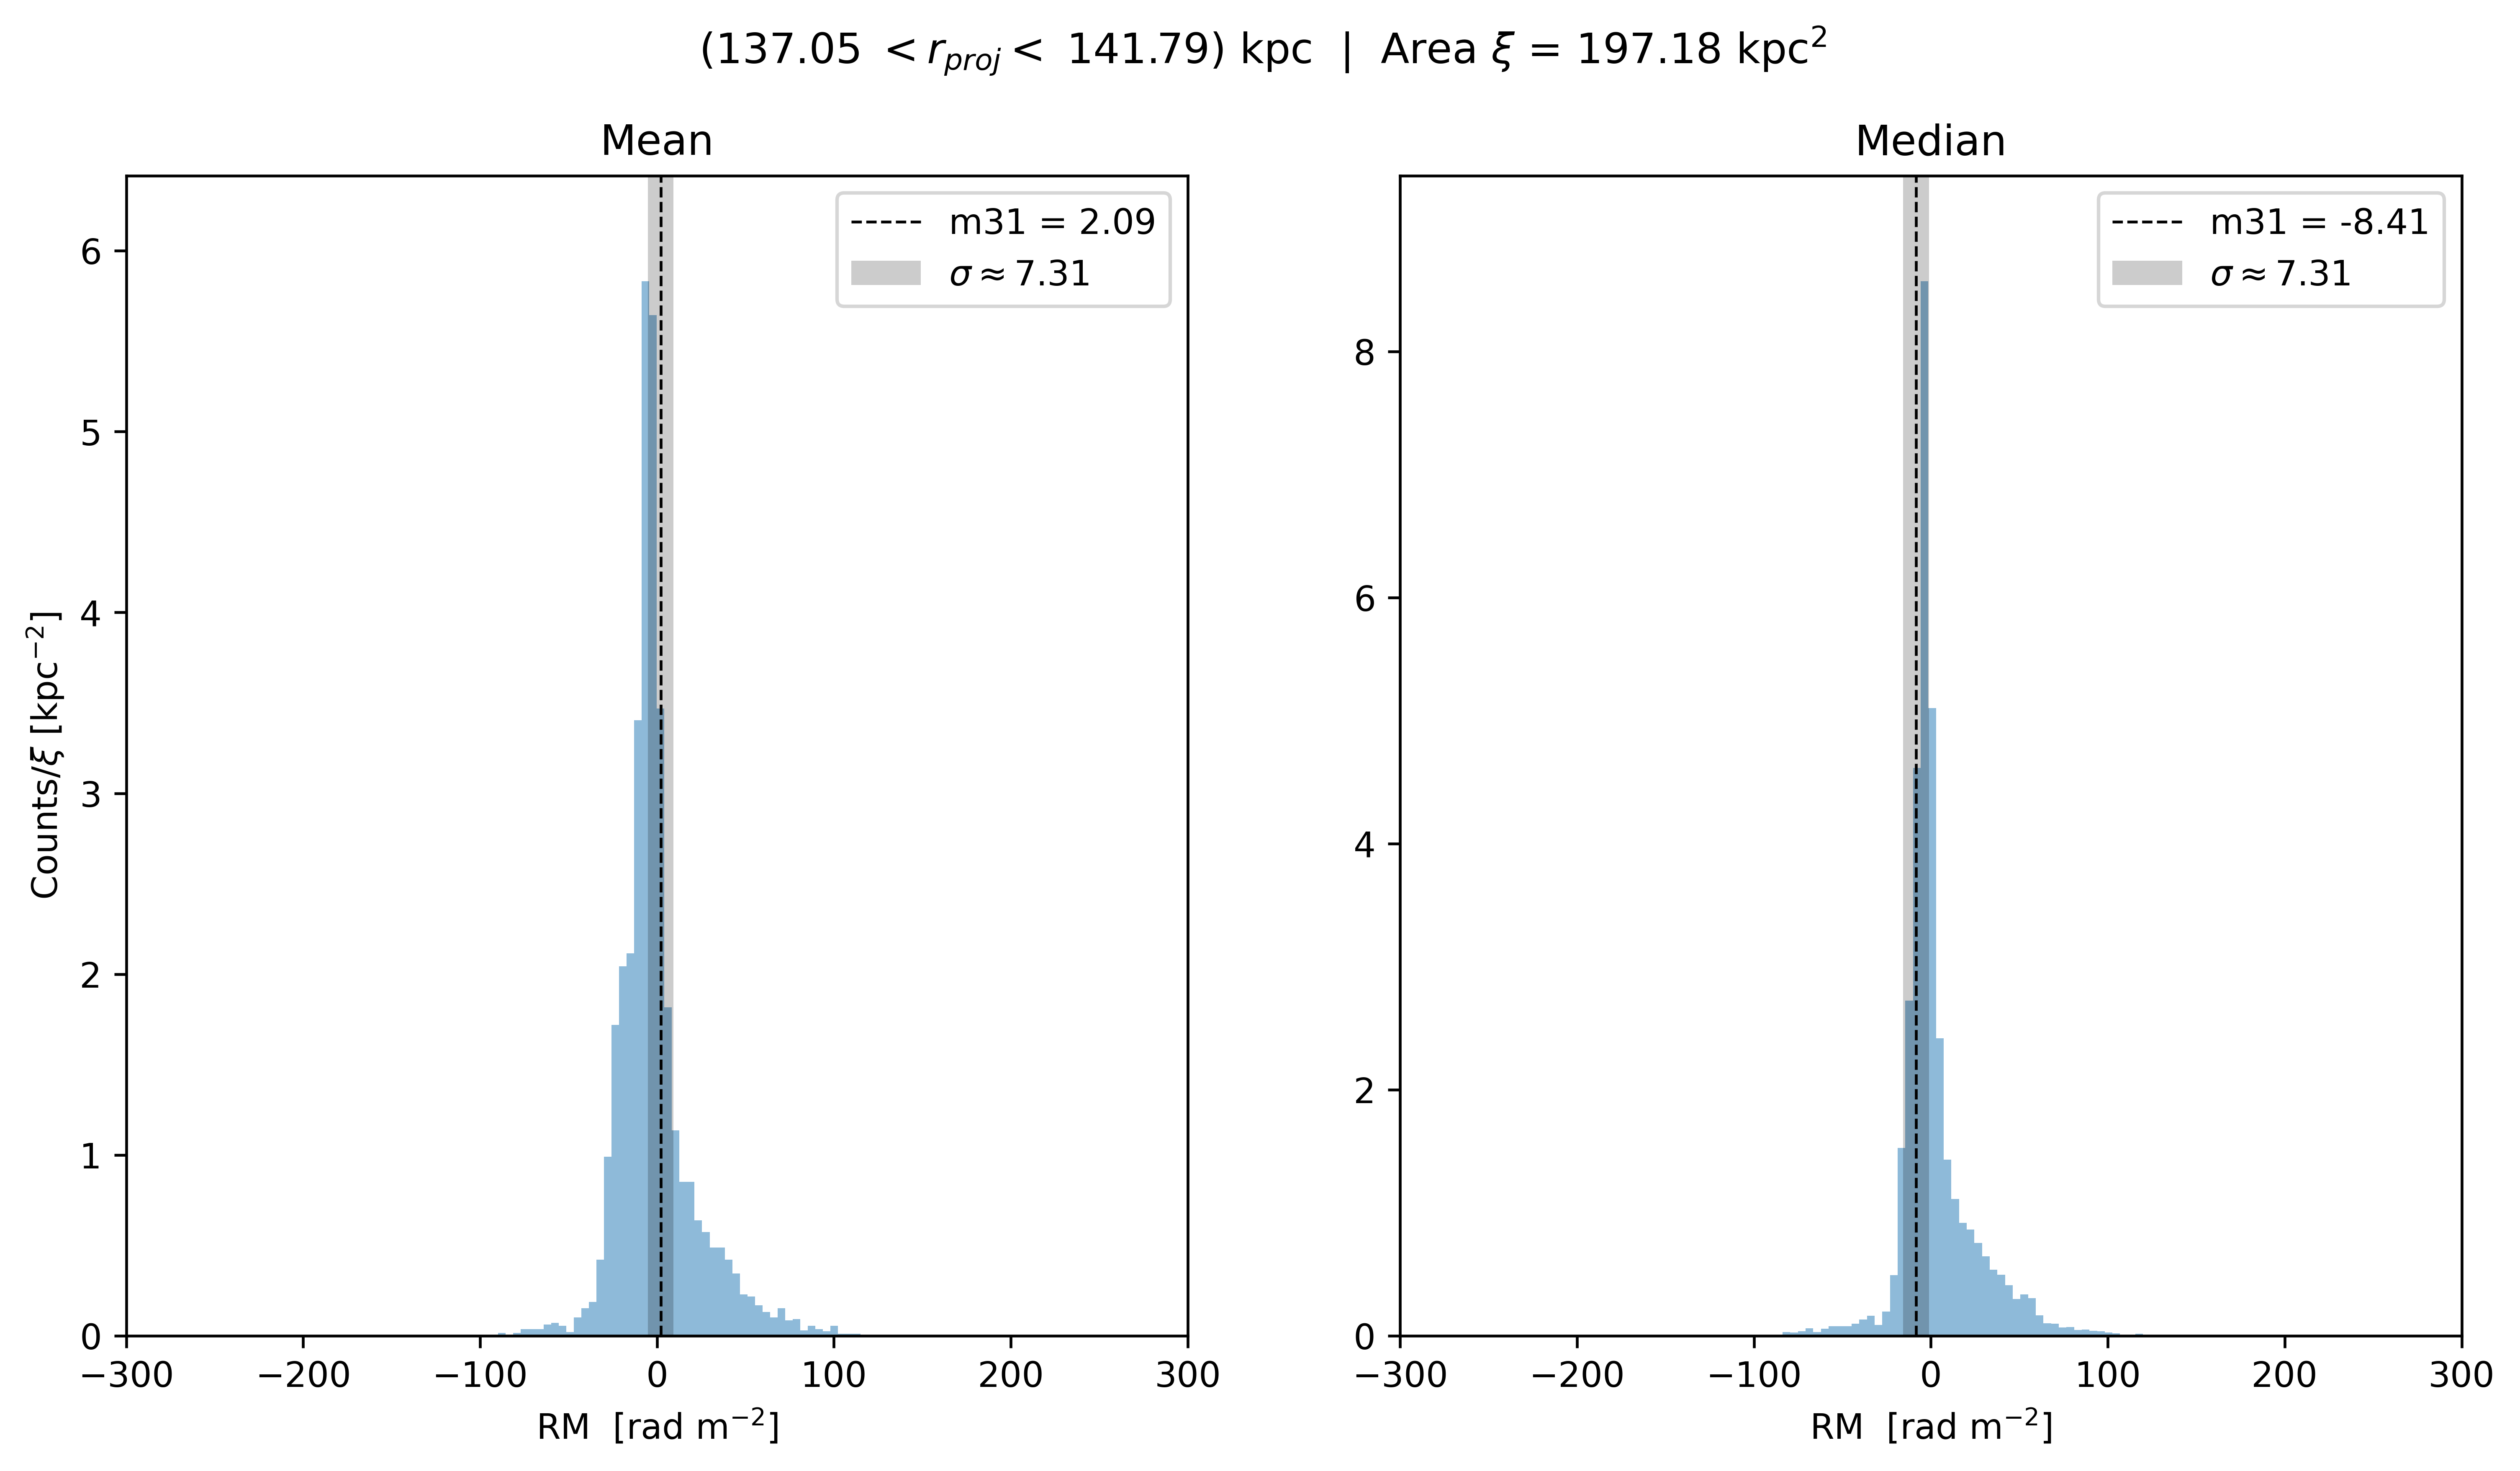 (137.05 < r_proj < 141.79) kpc | Area ξ = 197.18 kpc²
Mean
m31 = 2.09
σ ≈ 7.31
6
5
4
3
2
1
0
Counts/ξ [kpc⁻²]
−300 −200 −100 0 100 200 300
RM [rad m⁻²]
Median
m31 = -8.41
σ ≈ 7.31
8
6
4
2
0
−300 −200 −100 0 100 200 300
RM [rad m⁻²]